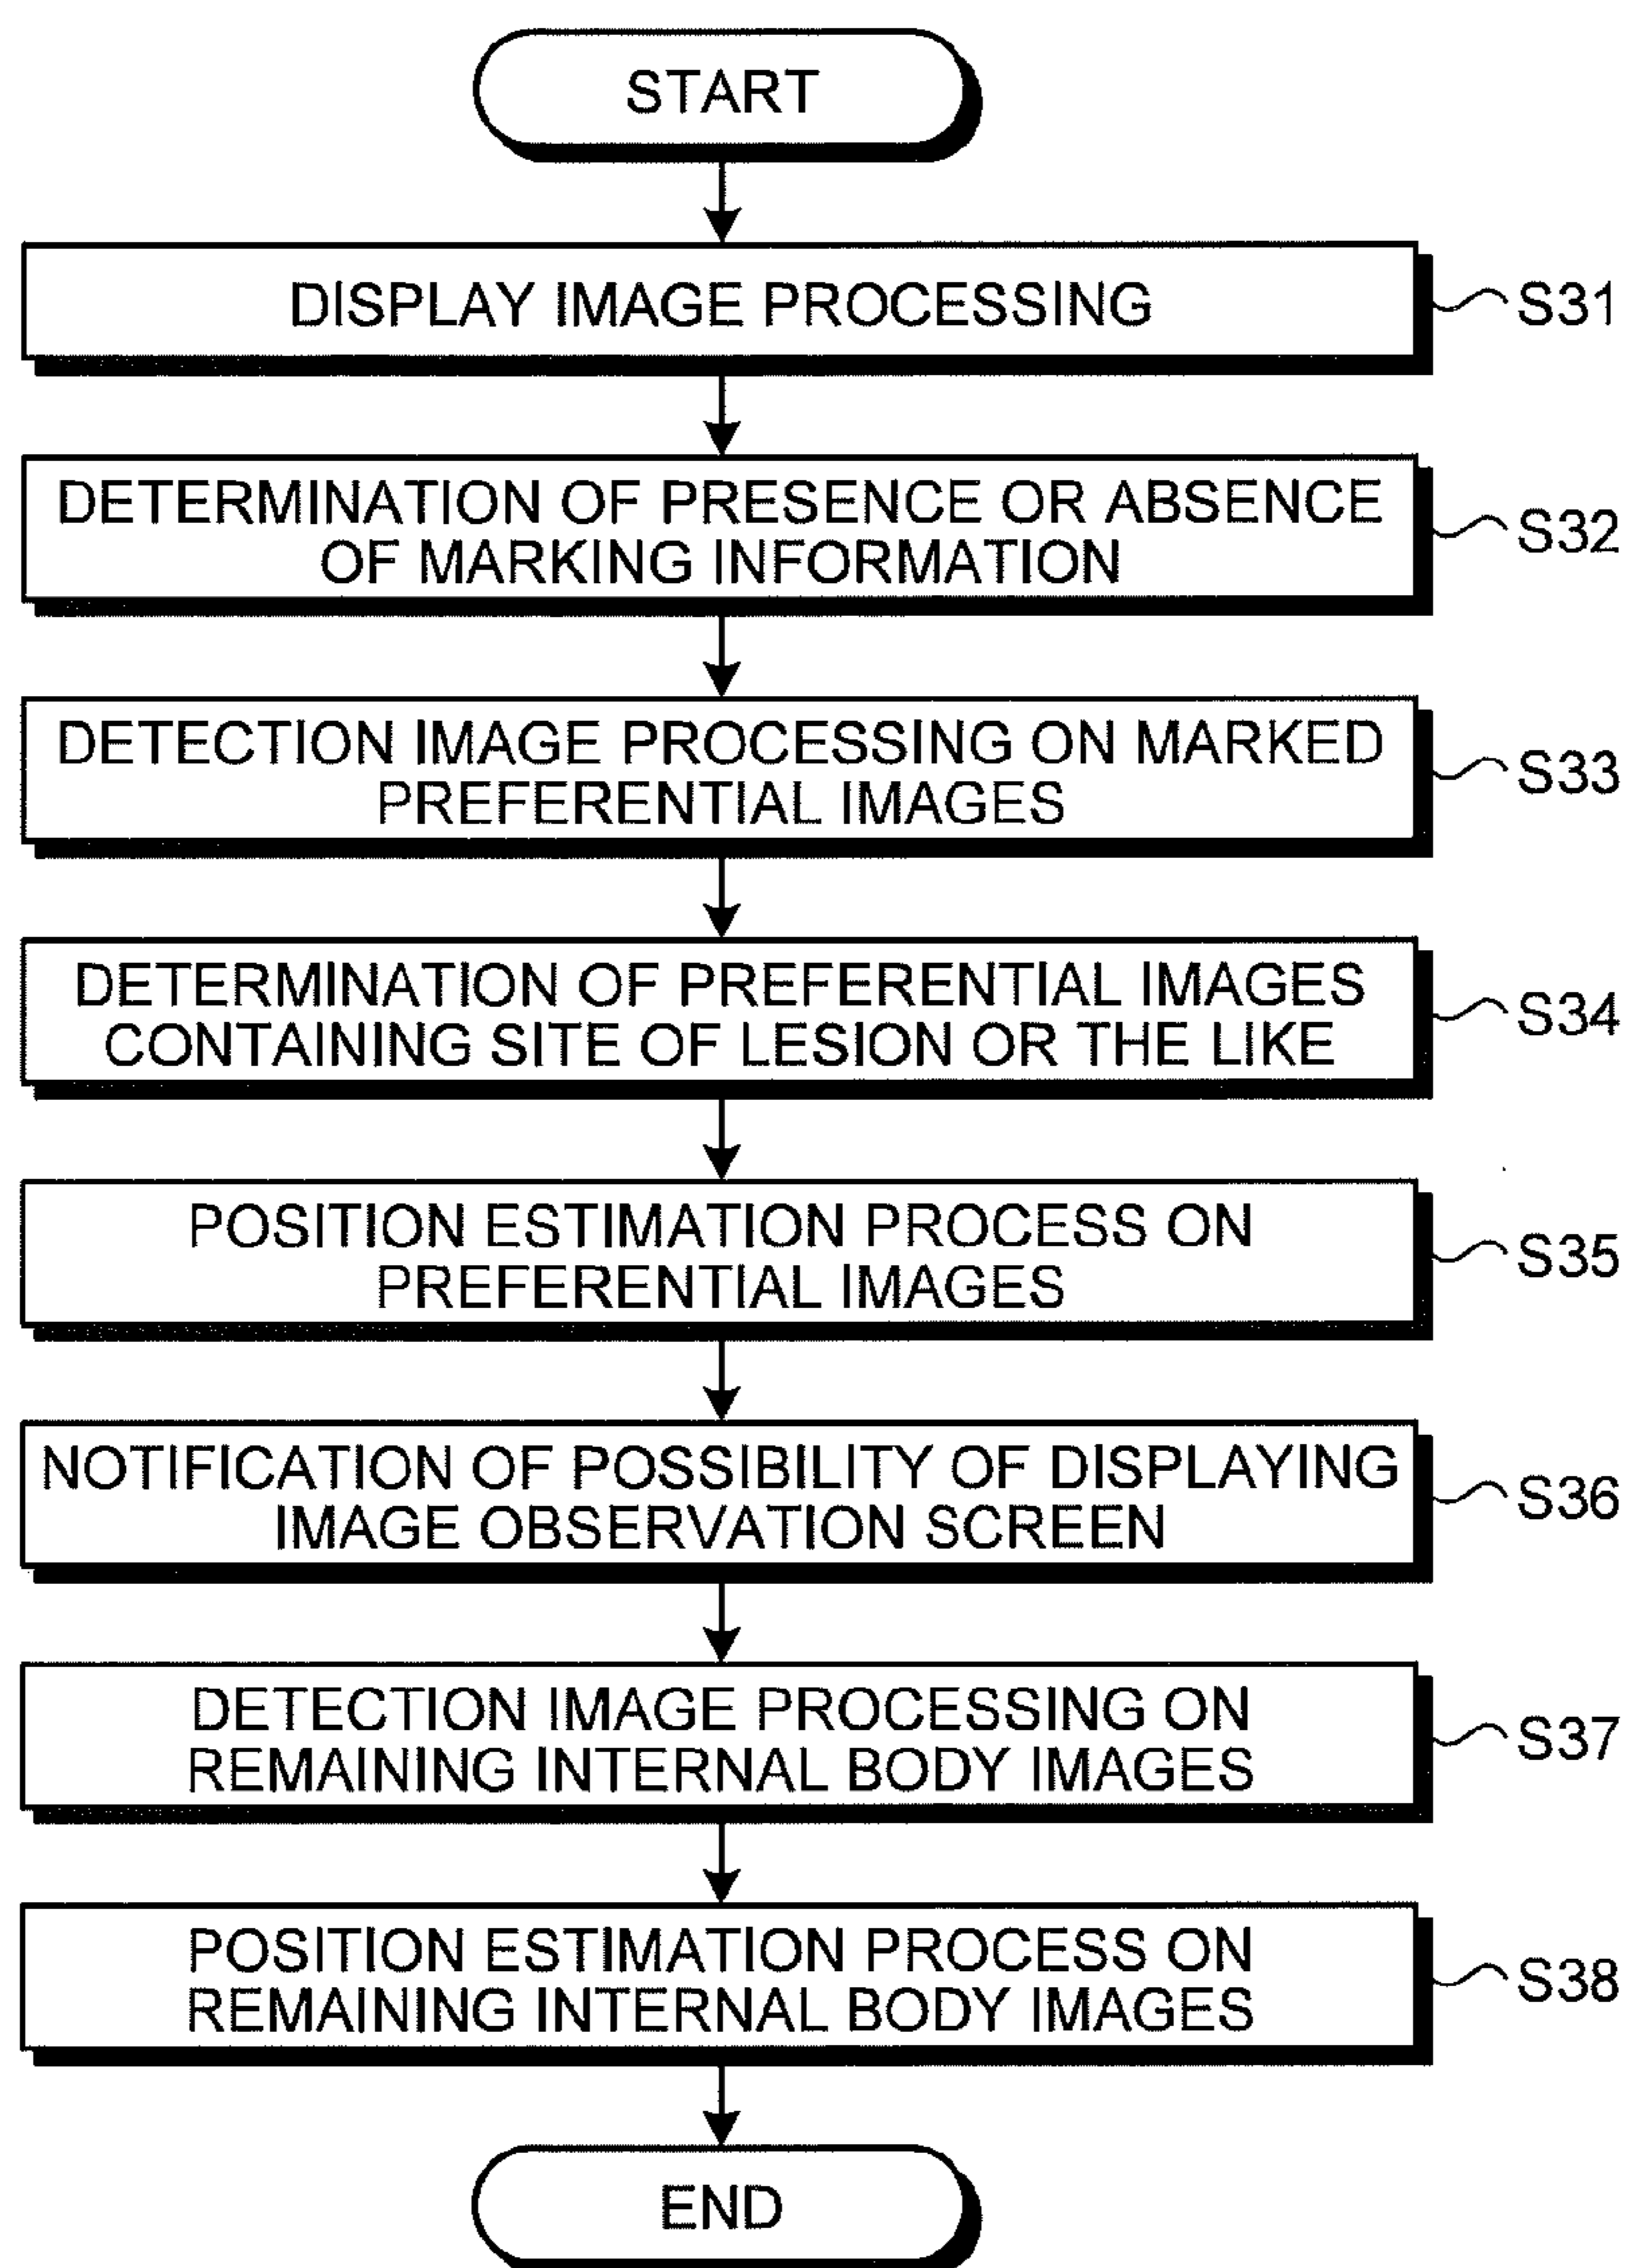 START
DISPLAY IMAGE PROCESSING
S31
DETERMINATION OF PRESENCE OR ABSENCE
OF MARKING INFORMATION
S32
DETECTION IMAGE PROCESSING ON MARKED
PREFERENTIAL IMAGES
S33
DETERMINATION OF PREFERENTIAL IMAGES
CONTAINING SITE OF LESION OR THE LIKE
S34
POSITION ESTIMATION PROCESS ON
PREFERENTIAL IMAGES
S35
NOTIFICATION OF POSSIBILITY OF DISPLAYING
IMAGE OBSERVATION SCREEN
S36
DETECTION IMAGE PROCESSING ON
REMAINING INTERNAL BODY IMAGES
S37
POSITION ESTIMATION PROCESS ON
REMAINING INTERNAL BODY IMAGES
S38
END